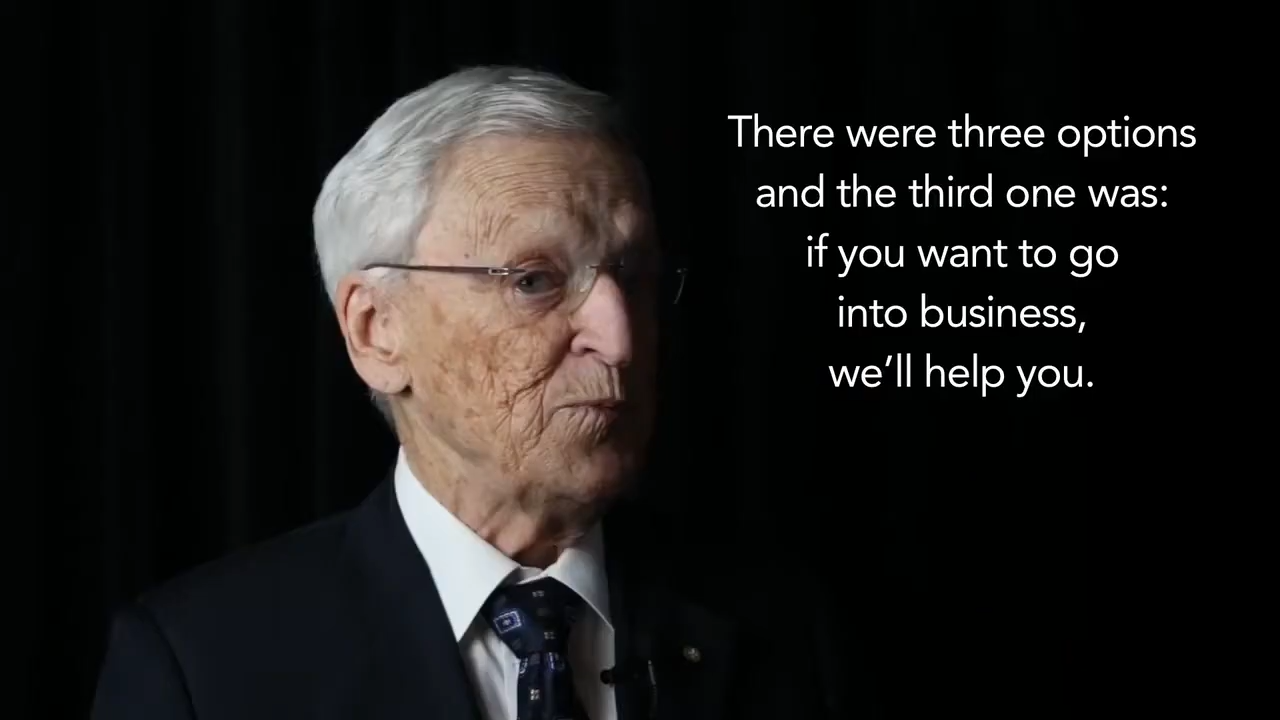 There were three options
and the third one was:
if you want to go
into business,
we’ll help you.